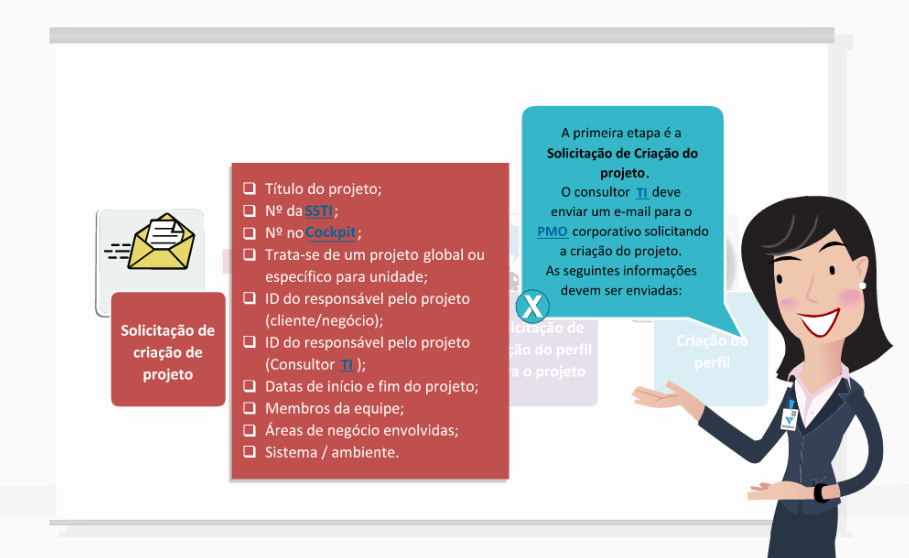 A primeira etapa é a
Solicitação de Criação do
projeto.
O consultor TI deve
enviar um e-mail para o
PMO corporativo solicitando
a criação do projeto.
As seguintes informações
devem ser enviadas:
X
Título do projeto;
Nº da SSTI;
Nº no Cockpit;
Trata-se de um projeto global ou
específico para unidade;
ID do responsável pelo projeto
(cliente/negócio);
ID do responsável pelo projeto
(Consultor TI );
Datas de início e fim do projeto;
Membros da equipe;
Áreas de negócio envolvidas;
Sistema / ambiente.
Solicitação de
criação de
projeto
de
do perfil
o projeto
Criação do
perfil